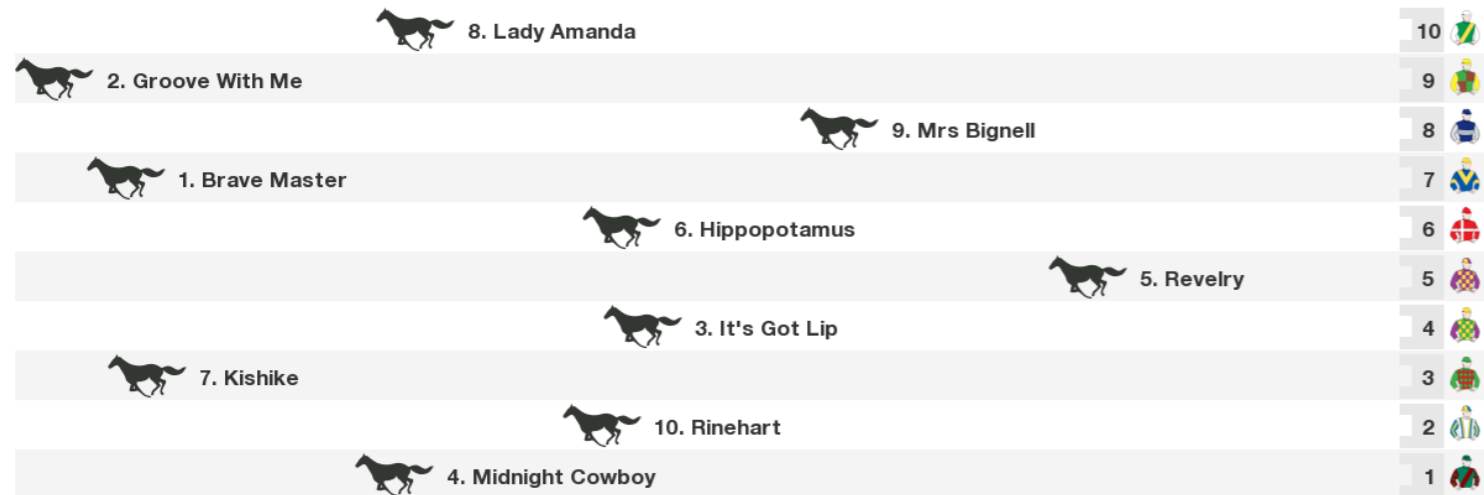 8. Lady Amanda 10
2. Groove With Me 9
9. Mrs Bignell 8
1. Brave Master 7
6. Hippopotamus 6
5. Revelry 5
3. It's Got Lip 4
7. Kishike 3
10. Rinehart 2
4. Midnight Cowboy 1